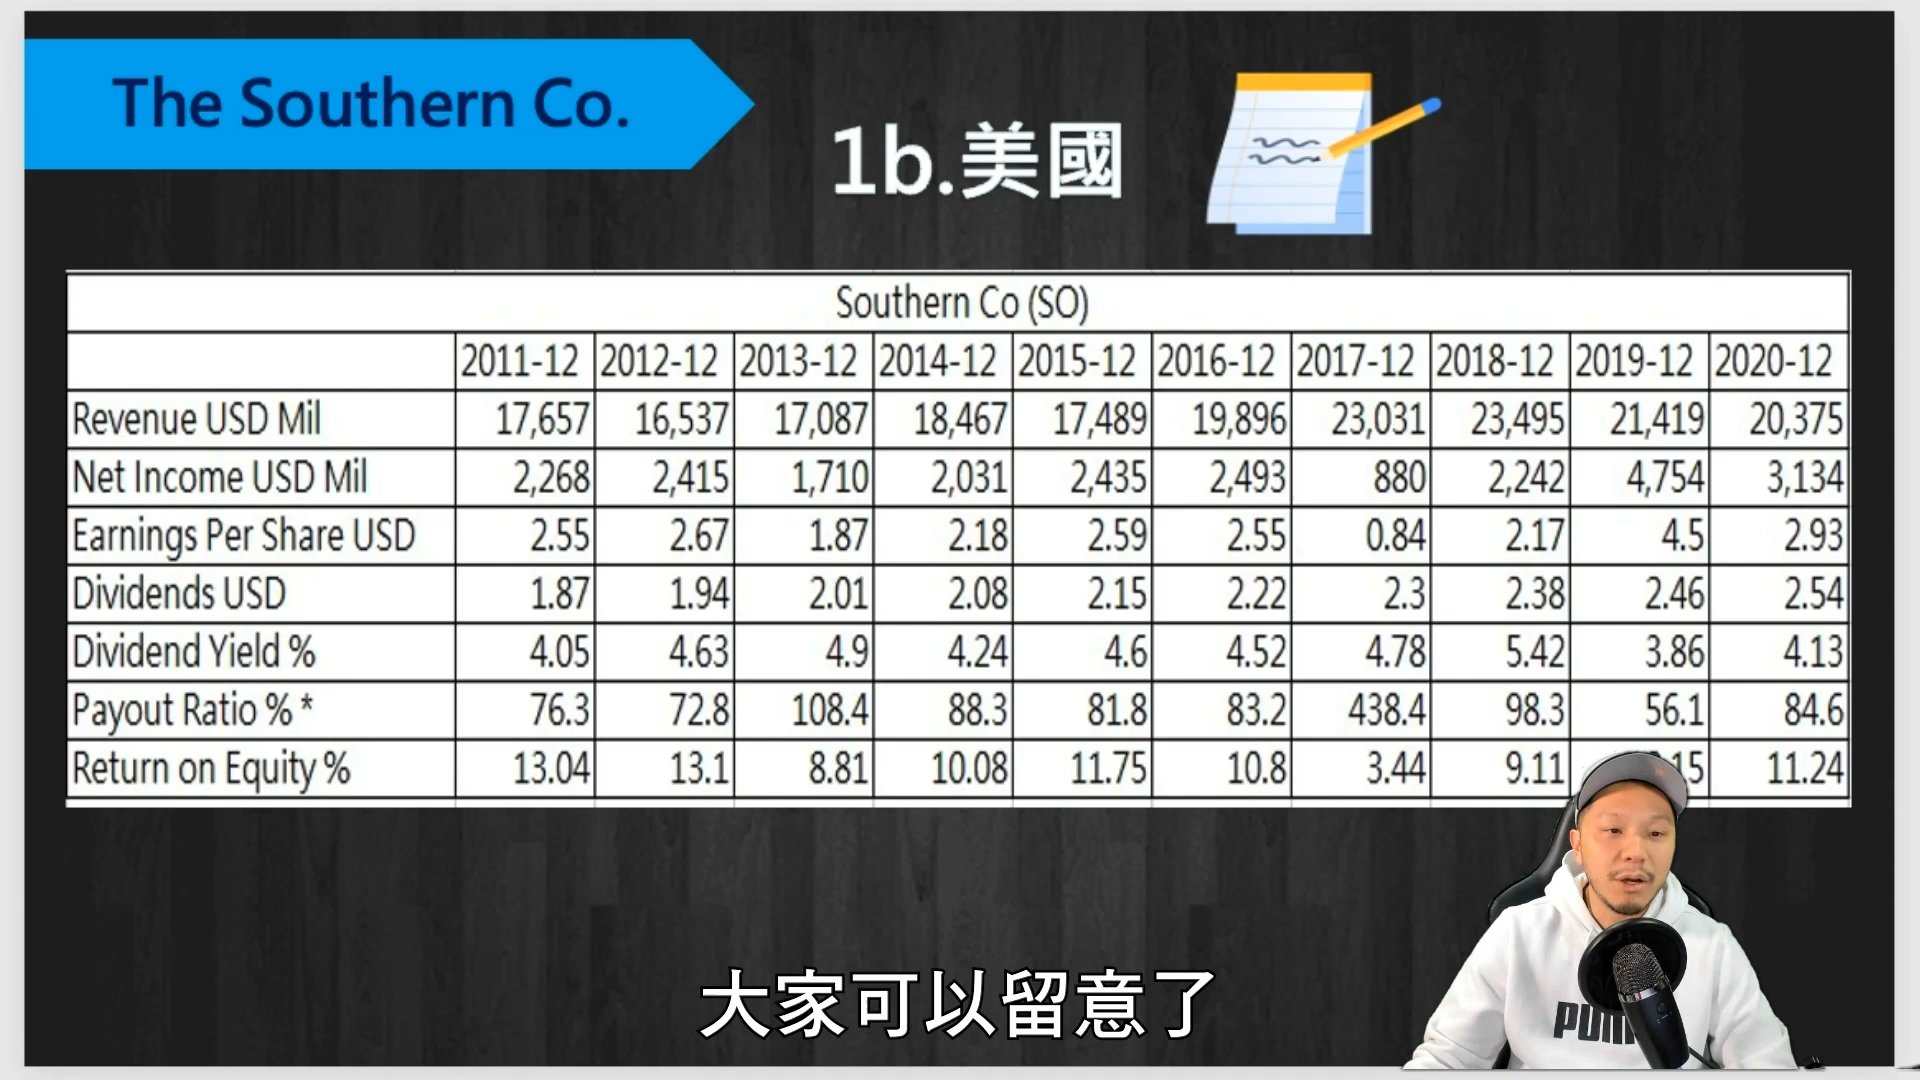 The Southern Co.
1b.美國
Southern Co (SO)
2011-12 2012-12 2013-12 2014-12 2015-12 2016-12 2017-12 2018-12 2019-12 2020-12
Revenue USD Mil 17,657 16,537 17,087 18,467 17,489 19,896 23,031 23,495 21,419 20,375
Net Income USD Mil 2,268 2,415 1,710 2,031 2,435 2,493 880 2,242 4,754 3,134
Earnings Per Share USD 2.55 2.67 1.87 2.18 2.59 2.55 0.84 2.17 4.5 2.93
Dividends USD 1.87 1.94 2.01 2.08 2.15 2.22 2.3 2.38 2.46 2.54
Dividend Yield % 4.05 4.63 4.9 4.24 4.6 4.52 4.78 5.42 3.86 4.13
Payout Ratio % * 76.3 72.8 108.4 88.3 81.8 83.2 438.4 98.3 56.1 84.6
Return on Equity % 13.04 13.1 8.81 10.08 11.75 10.8 3.44 9.11 11.24
大家可以留意了